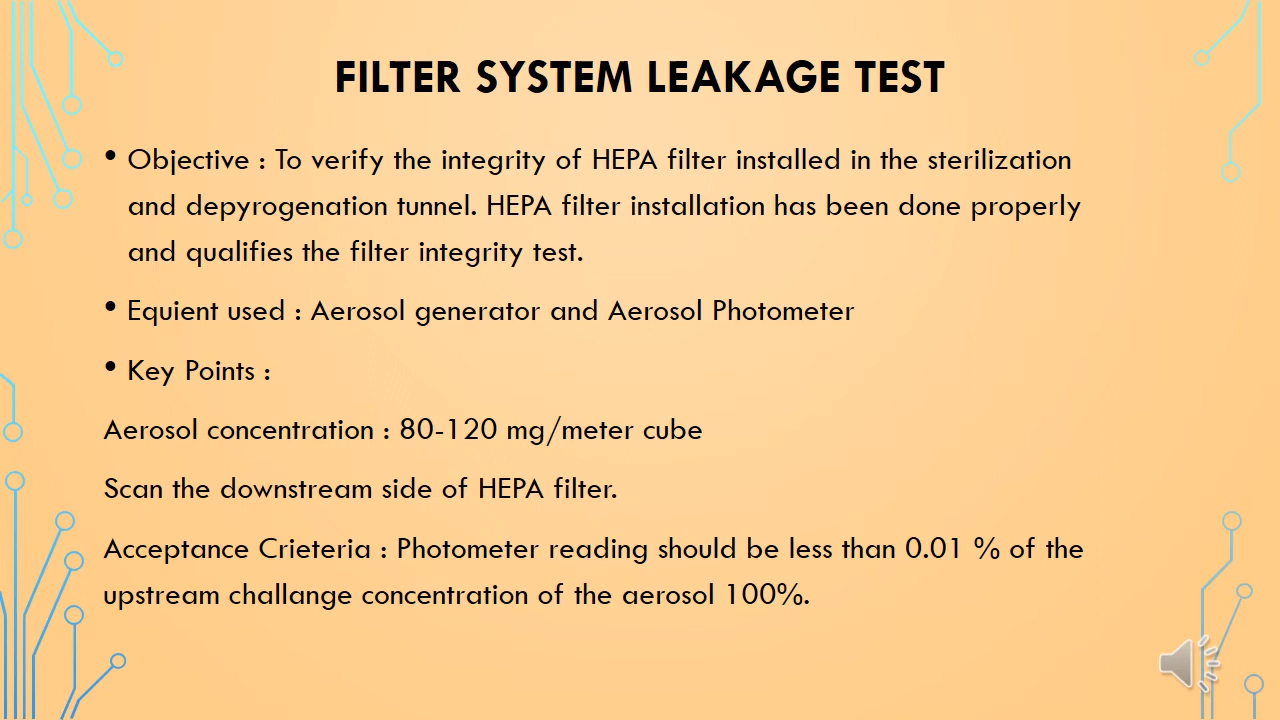 FILTER SYSTEM LEAKAGE TEST
• Objective : To verify the integrity of HEPA filter installed in the sterilization
and depyrogenation tunnel. HEPA filter installation has been done properly
and qualifies the filter integrity test.
• Equient used : Aerosol generator and Aerosol Photometer
• Key Points :
Aerosol concentration : 80-120 mg/meter cube
Scan the downstream side of HEPA filter.
Acceptance Crieteria : Photometer reading should be less than 0.01 % of the
upstream challange concentration of the aerosol 100%.